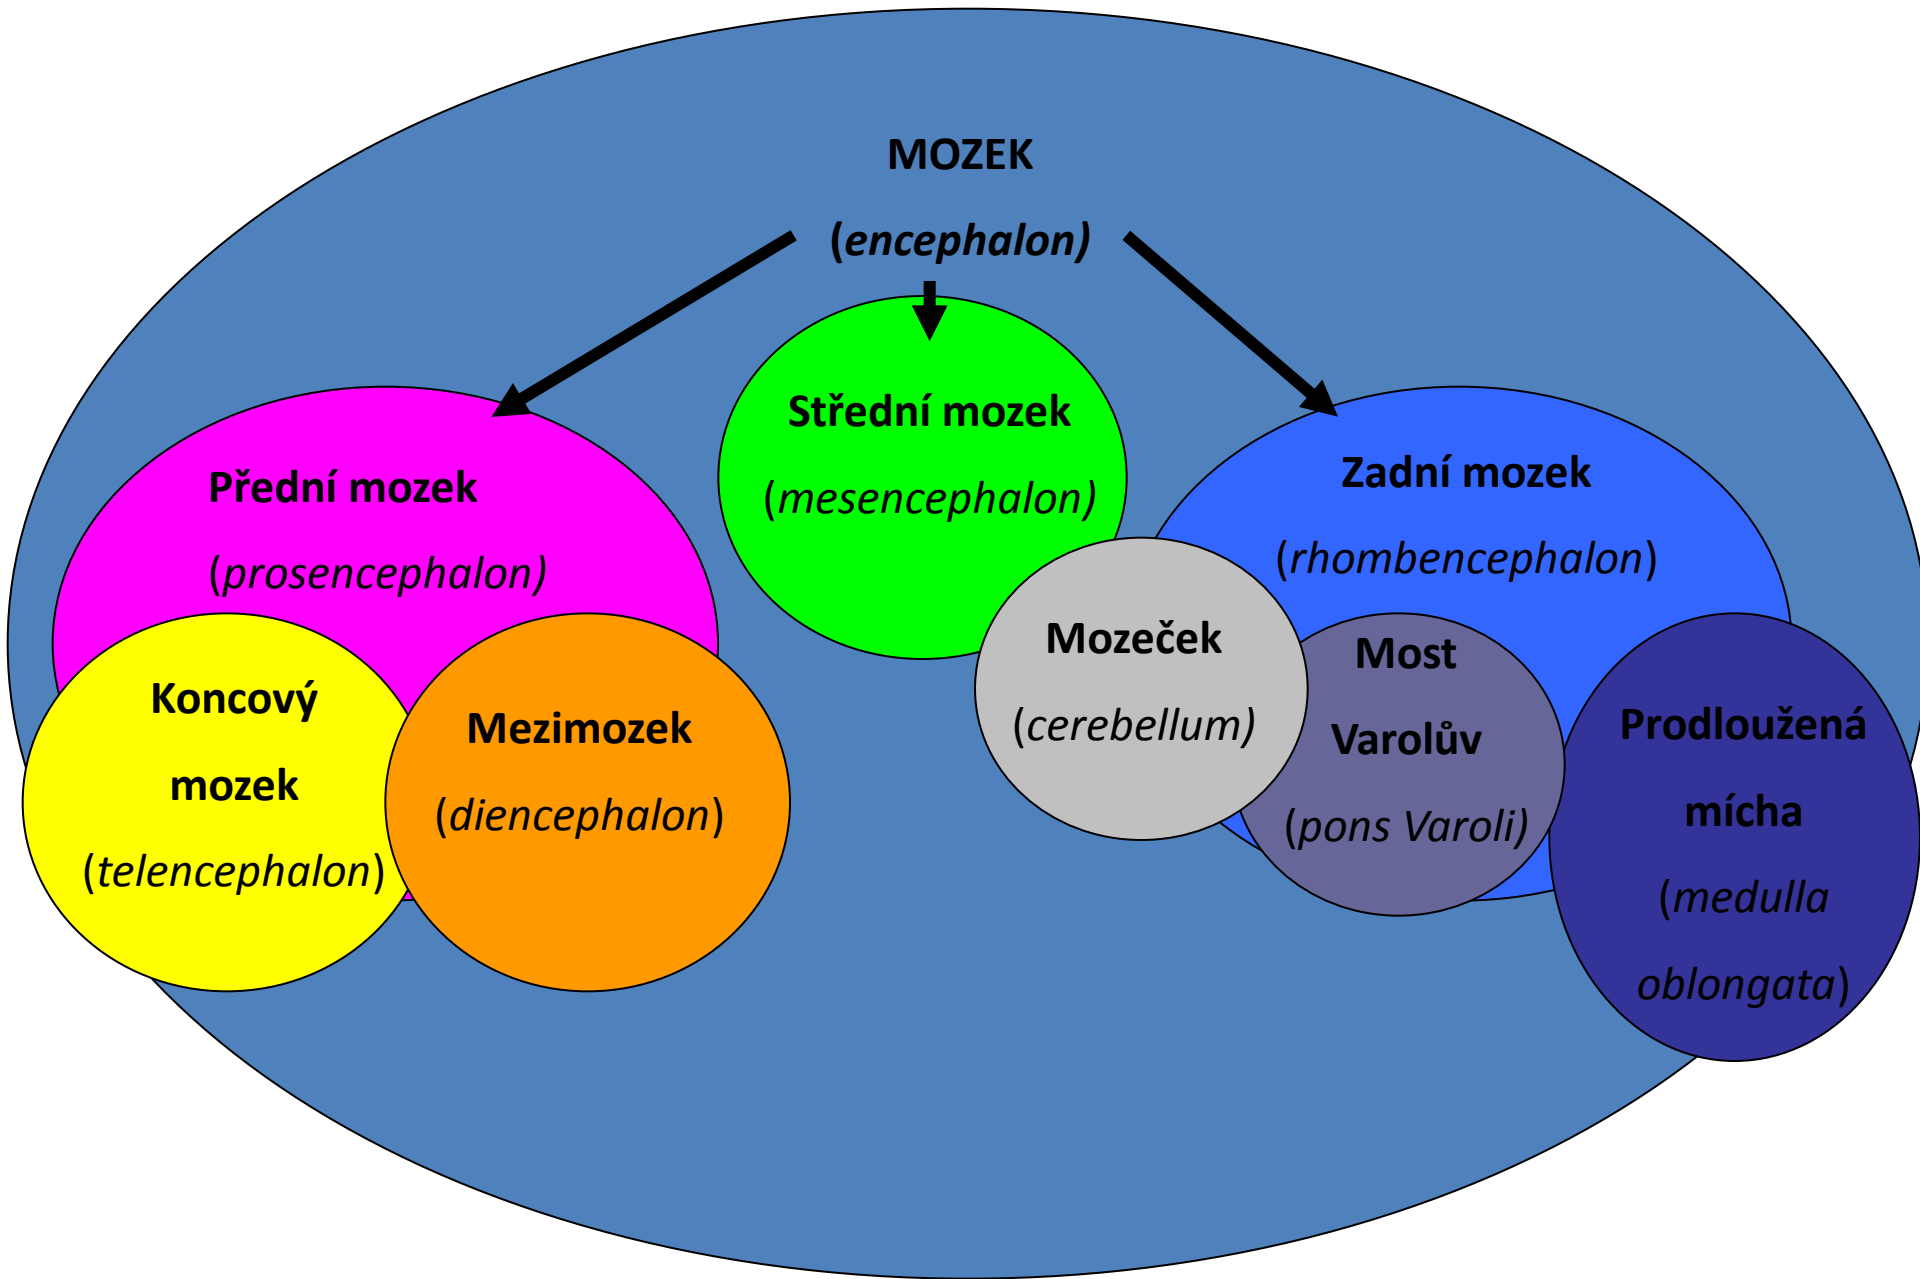 MOZEK
(encephalon)
Přední mozek
(prosencephalon)
Koncový
mozek
(telencephalon)
Mezimozek
(diencephalon)
Střední mozek
(mesencephalon)
Zadní mozek
(rhombencephalon)
Mozeček
(cerebellum)
Most
Varolův
(pons Varoli)
Prodloužená
mícha
(medulla
oblongata)